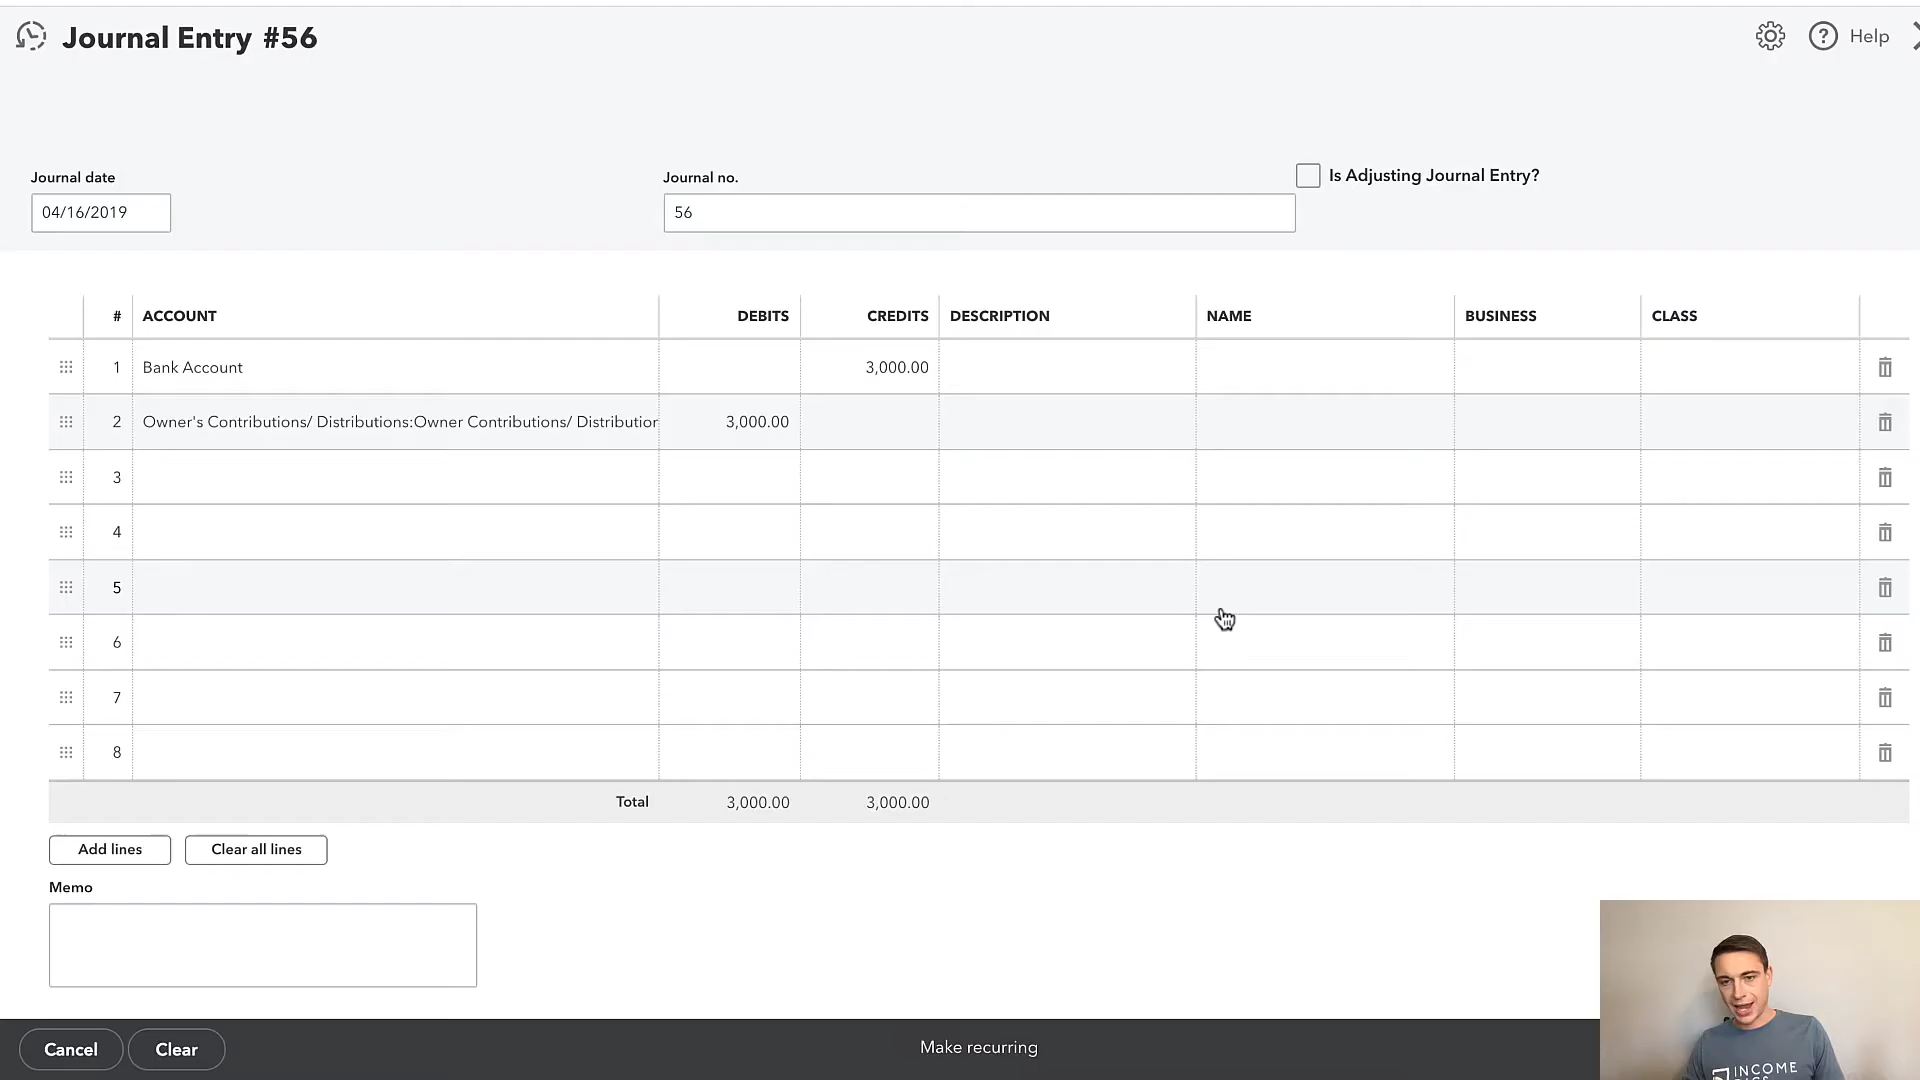 Journal Entry #56
Help
Journal date
Journal no.
Is Adjusting Journal Entry?
04/16/2019
56
# ACCOUNT DEBITS CREDITS DESCRIPTION NAME BUSINESS CLASS
1 Bank Account 3,000.00
2 Owner's Contributions/ Distributions:Owner Contributions/ Distribution 3,000.00
3
4
5
6
7
8
Total 3,000.00 3,000.00
Add lines Clear all lines
Memo
Cancel Clear Make recurring
INCOME